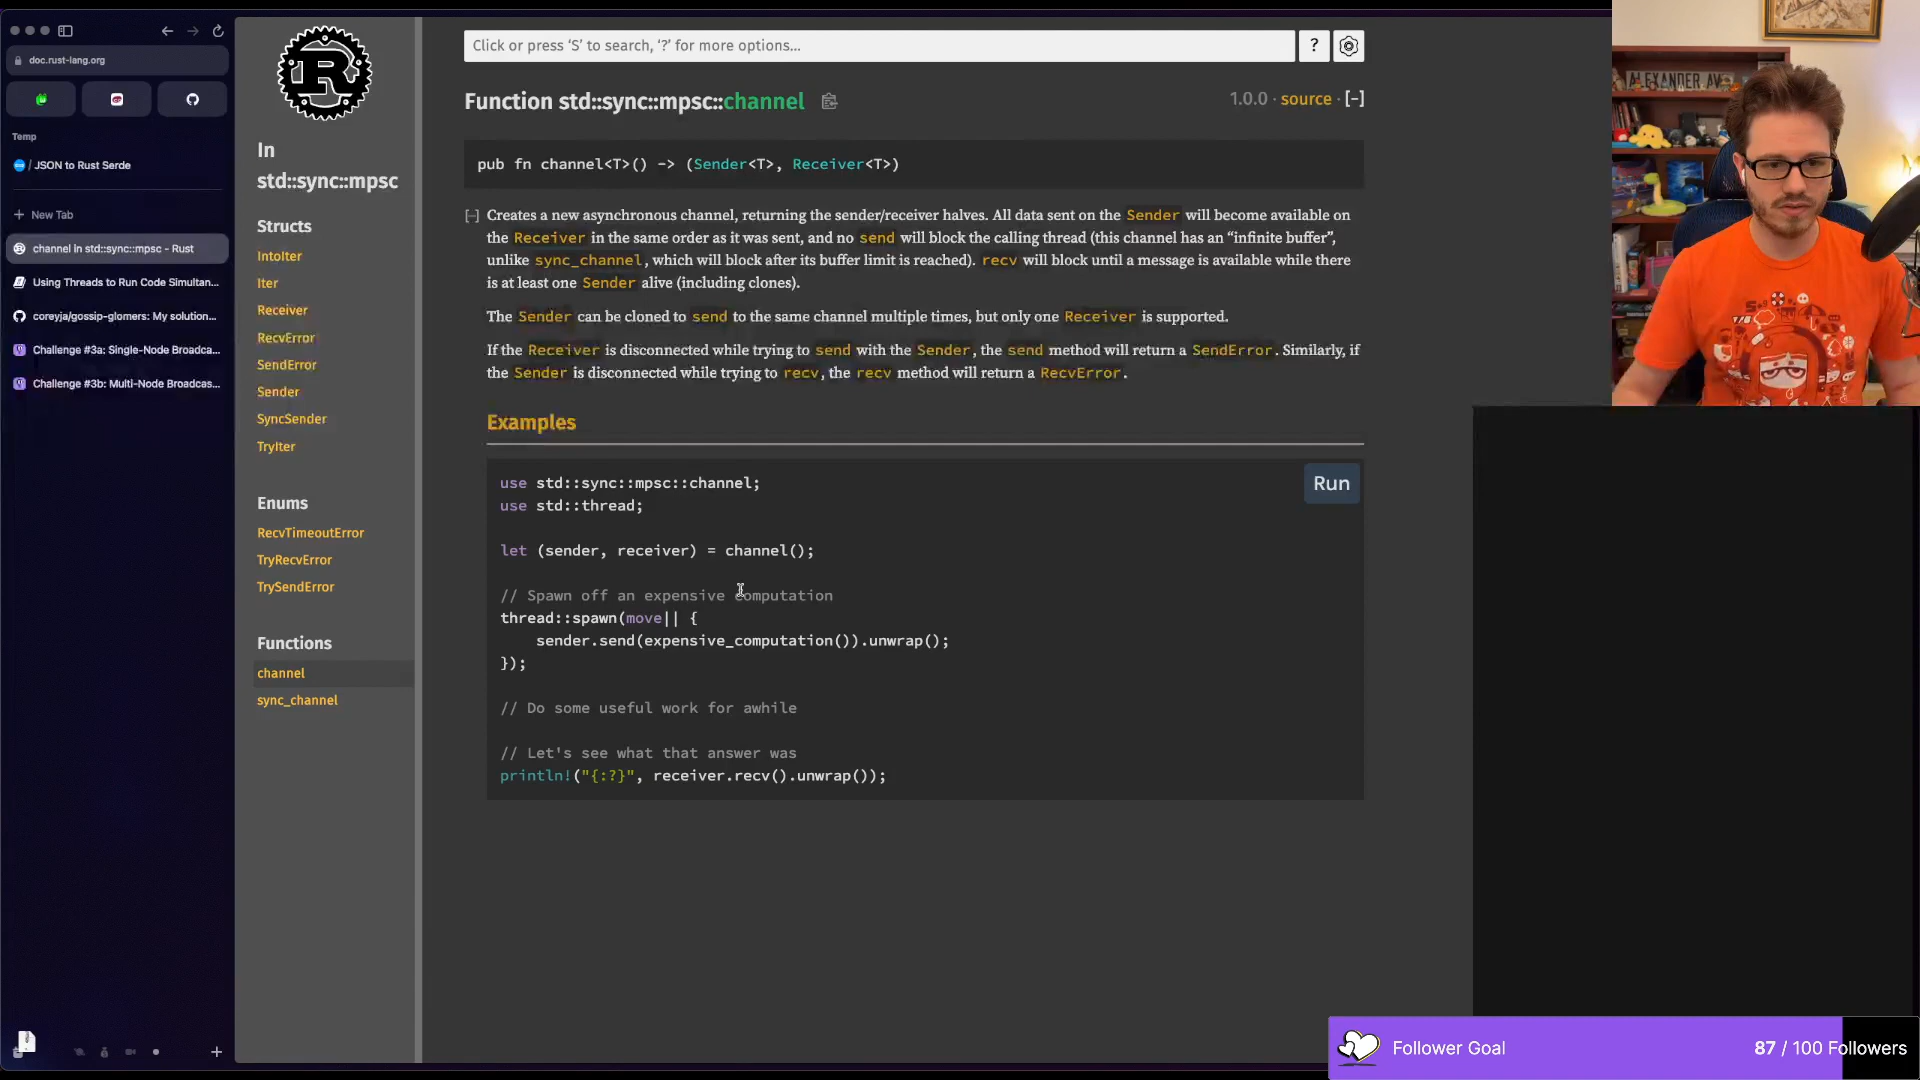 doc.rust-lang.org
Temp
JSON to Rust Serde
New Tab
channel in std::sync::mpsc - Rust
Using Threads to Run Code Simultan...
coreyja/gossip-glomers: My solution...
Challenge #3a: Single-Node Broadca...
Challenge #3b: Multi-Node Broadcas...
In
std::sync::mpsc
Structs
IntoIter
Iter
Receiver
RecvError
SendError
Sender
SyncSender
TryIter
Enums
RecvTimeoutError
TryRecvError
TrySendError
Functions
channel
sync_channel
Click or press ‘S’ to search, ‘?’ for more options...
?
Function std::sync::mpsc::channel
1.0.0 · source · [-]
pub fn channel<T>() -> (Sender<T>, Receiver<T>)
[-] Creates a new asynchronous channel, returning the sender/receiver halves. All data sent on the Sender will become available on
the Receiver in the same order as it was sent, and no send will block the calling thread (this channel has an “infinite buffer”,
unlike sync_channel, which will block after its buffer limit is reached). recv will block until a message is available while there
is at least one Sender alive (including clones).
The Sender can be cloned to send to the same channel multiple times, but only one Receiver is supported.
If the Receiver is disconnected while trying to send with the Sender, the send method will return a SendError. Similarly, if
the Sender is disconnected while trying to recv, the recv method will return a RecvError.
Examples
Run
use std::sync::mpsc::channel;
use std::thread;
let (sender, receiver) = channel();
// Spawn off an expensive computation
thread::spawn(move|| {
sender.send(expensive_computation()).unwrap();
});
// Do some useful work for awhile
// Let's see what that answer was
println!("{:?}", receiver.recv().unwrap());
ALEXANDER AV
Follower Goal
87 / 100 Followers